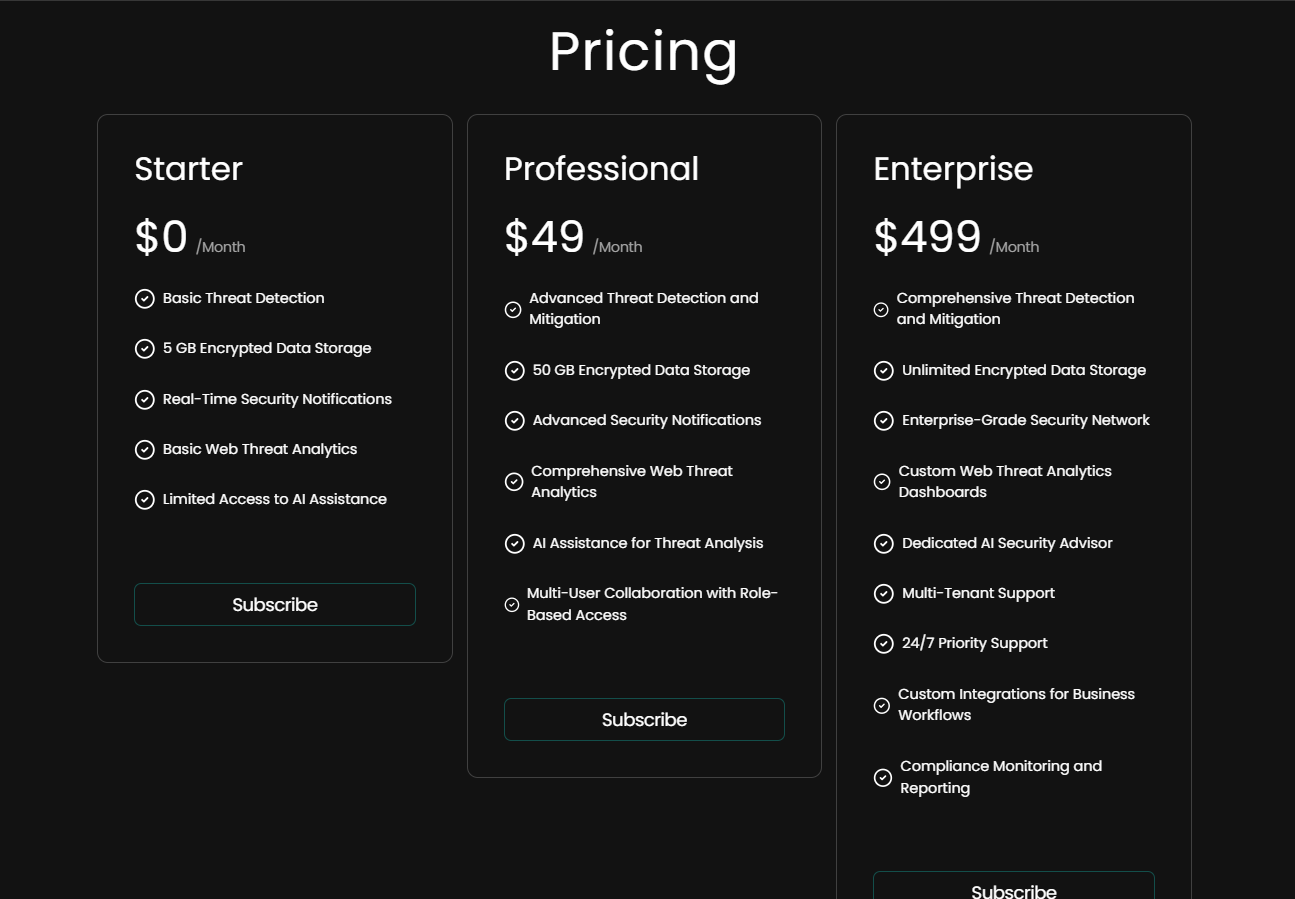 Pricing
Starter
$0 /Month
Basic Threat Detection
5 GB Encrypted Data Storage
Real-Time Security Notifications
Basic Web Threat Analytics
Limited Access to AI Assistance
Subscribe
Professional
$49 /Month
Advanced Threat Detection and
Mitigation
50 GB Encrypted Data Storage
Advanced Security Notifications
Comprehensive Web Threat
Analytics
AI Assistance for Threat Analysis
Multi-User Collaboration with Role-
Based Access
Subscribe
Enterprise
$499 /Month
Comprehensive Threat Detection
and Mitigation
Unlimited Encrypted Data Storage
Enterprise-Grade Security Network
Custom Web Threat Analytics
Dashboards
Dedicated AI Security Advisor
Multi-Tenant Support
24/7 Priority Support
Custom Integrations for Business
Workflows
Compliance Monitoring and
Reporting
Subscribe